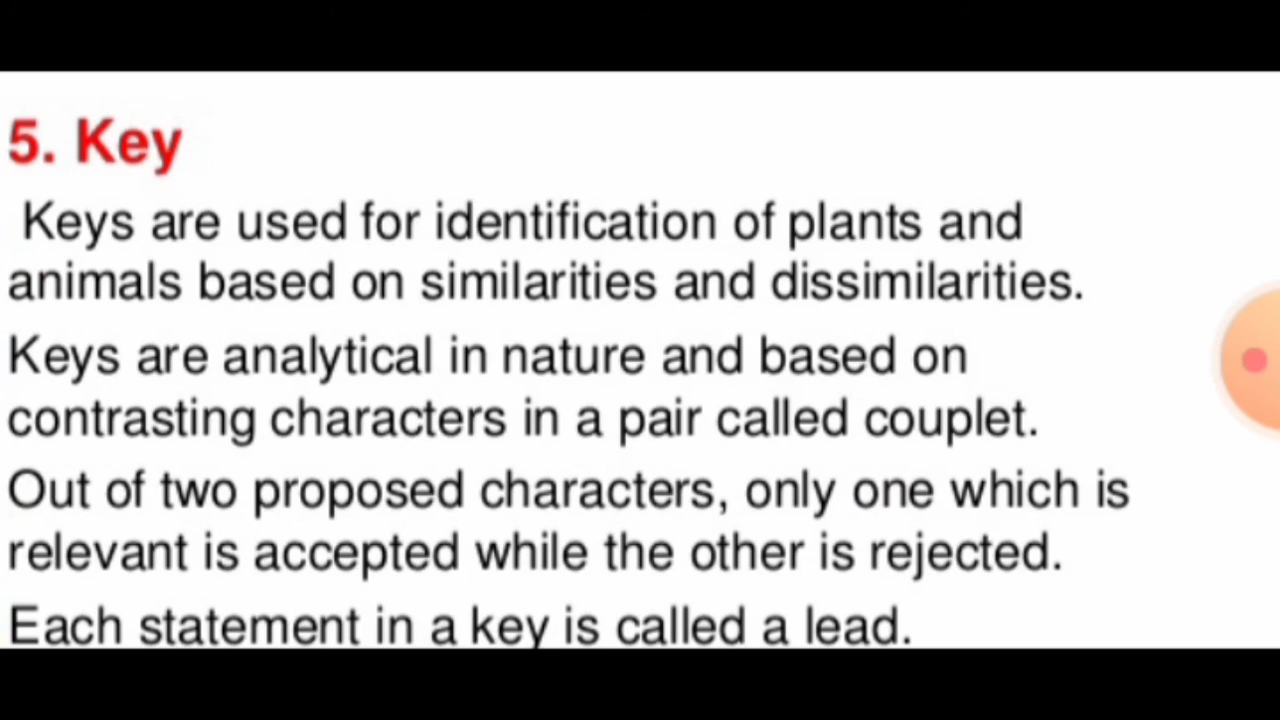 5. Key
Keys are used for identification of plants and
animals based on similarities and dissimilarities.
Keys are analytical in nature and based on
contrasting characters in a pair called couplet.
Out of two proposed characters, only one which is
relevant is accepted while the other is rejected.
Each statement in a key is called a lead.